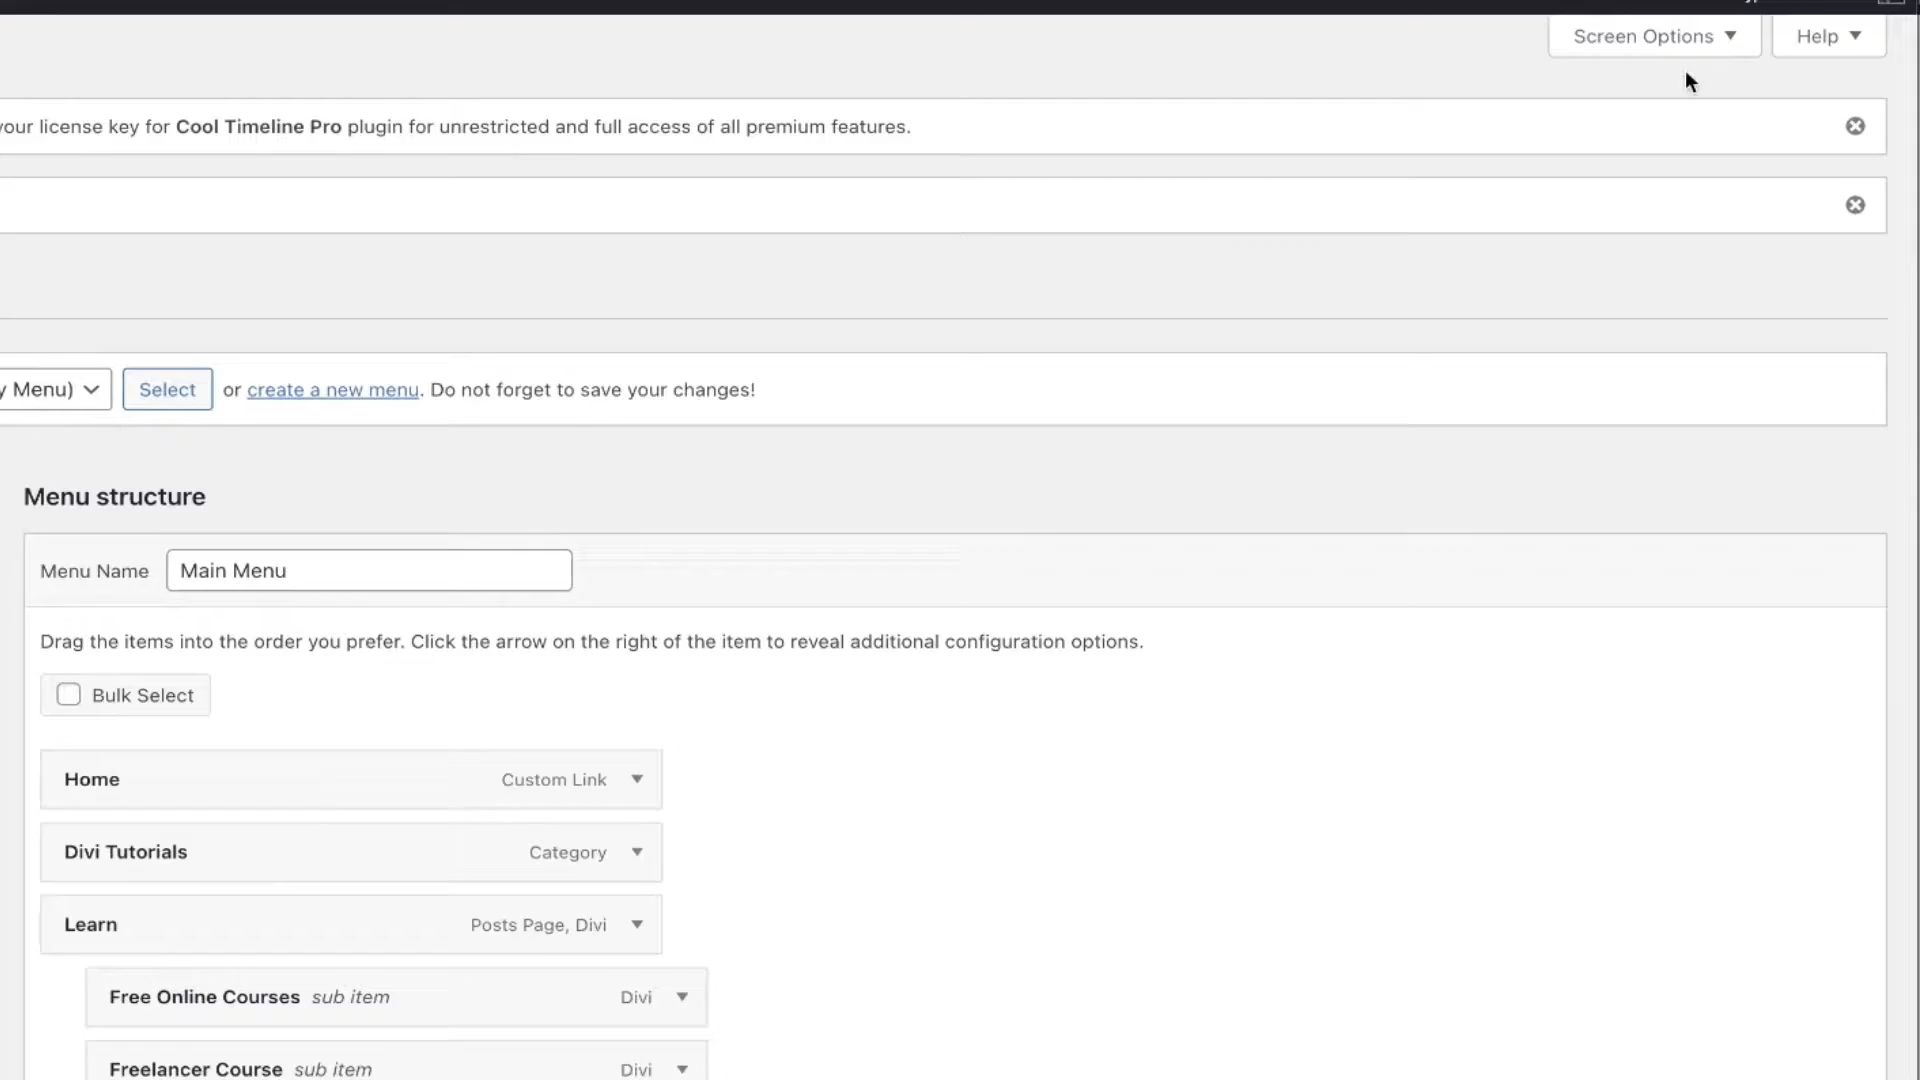 Screen Options
Help
your license key for Cool Timeline Pro plugin for unrestricted and full access of all premium features.
Menu)
Select or create a new menu. Do not forget to save your changes!
Menu structure
Menu Name Main Menu
Drag the items into the order you prefer. Click the arrow on the right of the item to reveal additional configuration options.
Bulk Select
Home Custom Link
Divi Tutorials Category
Learn Posts Page, Divi
Free Online Courses sub item Divi
Freelancer Course sub item Divi